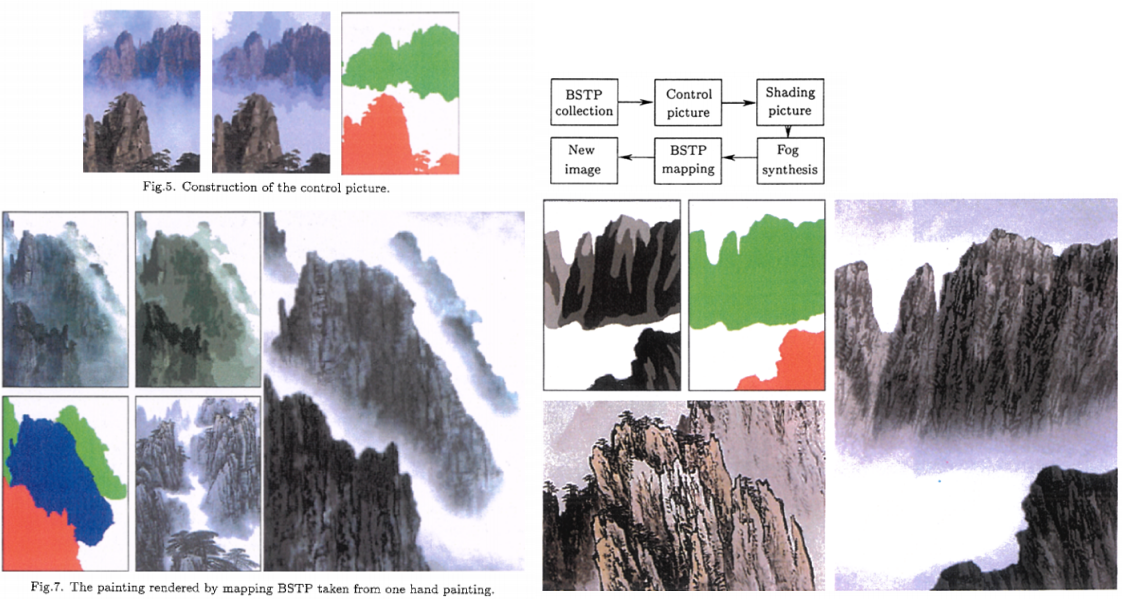 Fig.5. Construction of the control picture.
BSTP
collection
Control
picture
Shading
picture
New
image
BSTP
mapping
Fog
synthesis
Fig.7. The painting rendered by mapping BSTP taken from one hand painting.